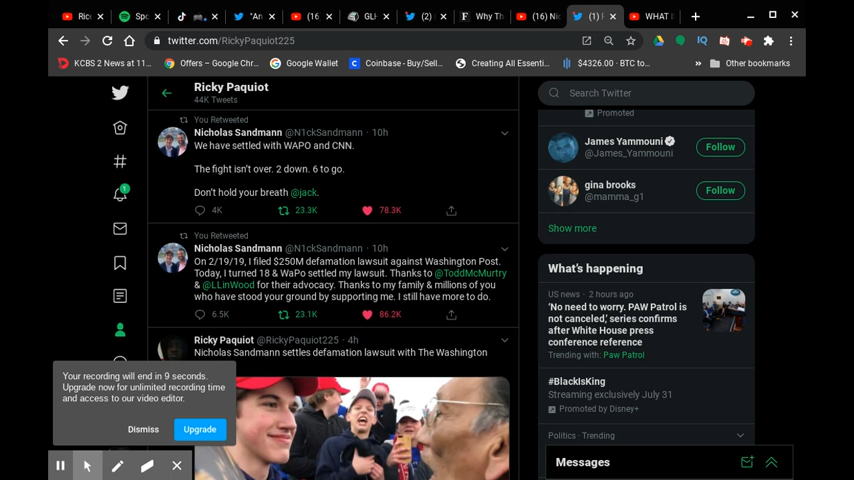 Ric
Spo
"An
(16
GLI
(2)
Why Th
(16) Nic
(1) F
WHAT
twitter.com/RickyPaquiot225
KCBS 2 News at 11...
Offers – Google Chr...
Google Wallet
Coinbase - Buy/Sell...
Creating All Essenti...
$4326.00 · BTC to...
»
Other bookmarks
Ricky Paquiot
44K Tweets
You Retweeted
Nicholas Sandmann @N1ckSandmann · 10h
We have settled with WAPO and CNN.
The fight isn't over. 2 down. 6 to go.
Don't hold your breath @jack.
4K 23.3K 78.3K
You Retweeted
Nicholas Sandmann @N1ckSandmann · 10h
On 2/19/19, I filed $250M defamation lawsuit against Washington Post.
Today, I turned 18 & WaPo settled my lawsuit. Thanks to @ToddMcMurtry
& @LLinWood for their advocacy. Thanks to my family & millions of you
who have stood your ground by supporting me. I still have more to do.
6.5K 23.1K 86.2K
Ricky Paquiot @RickyPaquiot225 · 4h
Nicholas Sandmann settles defamation lawsuit with The Washington
1
Search Twitter
Promoted
James Yammouni
@James_Yammouni
Follow
gina brooks
@mamma_g1
Follow
Show more
What's happening
US news · 2 hours ago
'No need to worry. PAW Patrol is
not canceled,' series confirms
after White House press
conference reference
Trending with: Paw Patrol
#BlackIsKing
Streaming exclusively July 31
Promoted by Disney+
Politics · Trending
Messages
Your recording will end in 9 seconds.
Upgrade now for unlimited recording time
and access to our video editor.
Dismiss
Upgrade